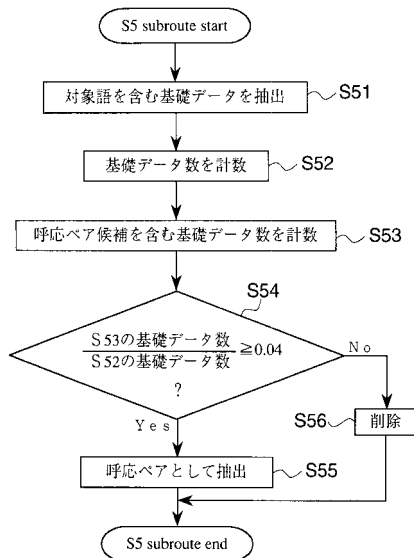 S5 subroute start
対象語を含む基礎データを抽出
S51
基礎データ数を計数
S52
呼応ペア候補を含む基礎データ数を計数
S53
S54
S53の基礎データ数
S52の基礎データ数
≧0.04
?
No
Yes
S56
削除
呼応ペアとして抽出
S55
S5 subroute end